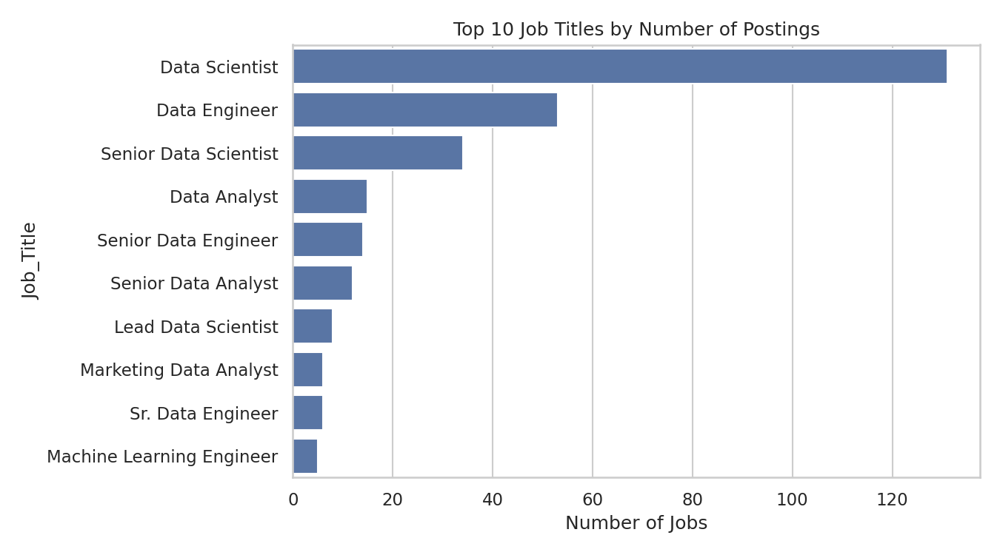 Top 10 Job Titles by Number of Postings
Job_Title
Data Scientist
Data Engineer
Senior Data Scientist
Data Analyst
Senior Data Engineer
Senior Data Analyst
Lead Data Scientist
Marketing Data Analyst
Sr. Data Engineer
Machine Learning Engineer
0 20 40 60 80 100 120
Number of Jobs